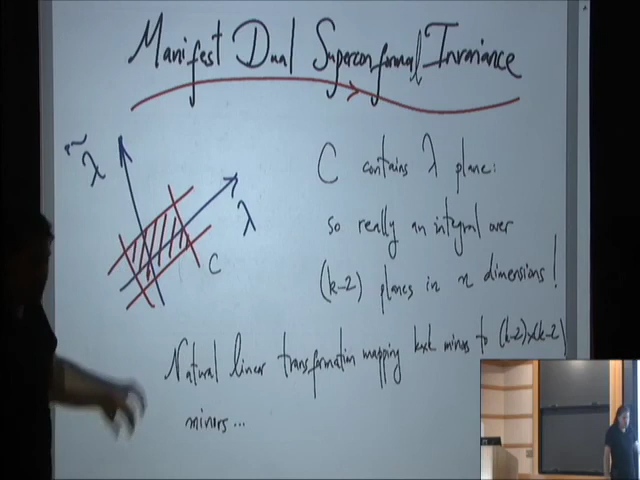 Manifest Dual Superconformal Invariance
λ̃
λ
C
C contains λ plane:
so really an integral over
(k-2) planes in n dimensions!
Natural linear transformation mapping kxk minors to (k-2)x(k-2)
minors...